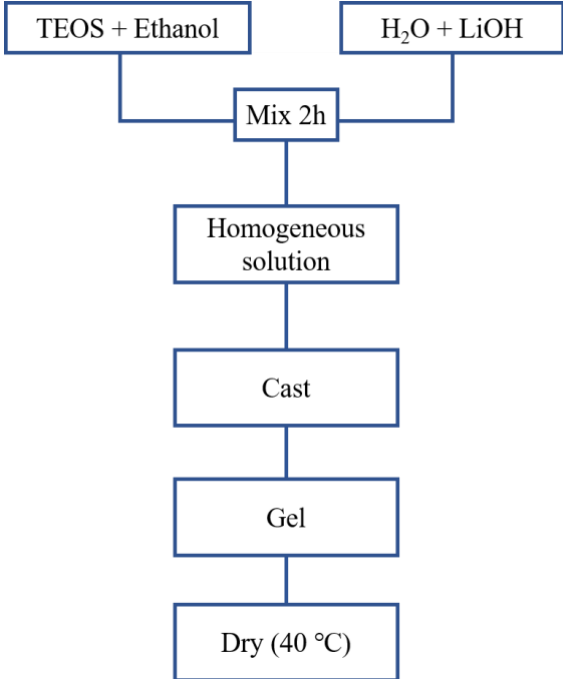 TEOS + Ethanol
H₂O + LiOH
Mix 2h
Homogeneous
solution
Cast
Gel
Dry (40 ℃)